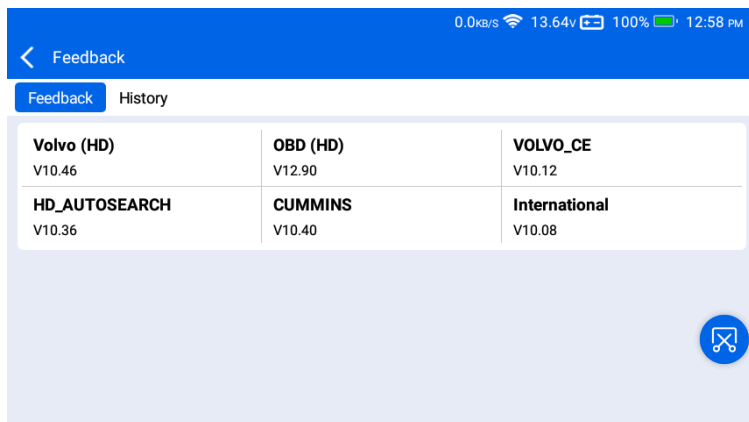 0.0KB/S 13.64V 100% 12:58 PM
Feedback
Feedback History
Volvo (HD) OBD (HD) VOLVO_CE
V10.46 V12.90 V10.12
HD_AUTOSEARCH CUMMINS International
V10.36 V10.40 V10.08